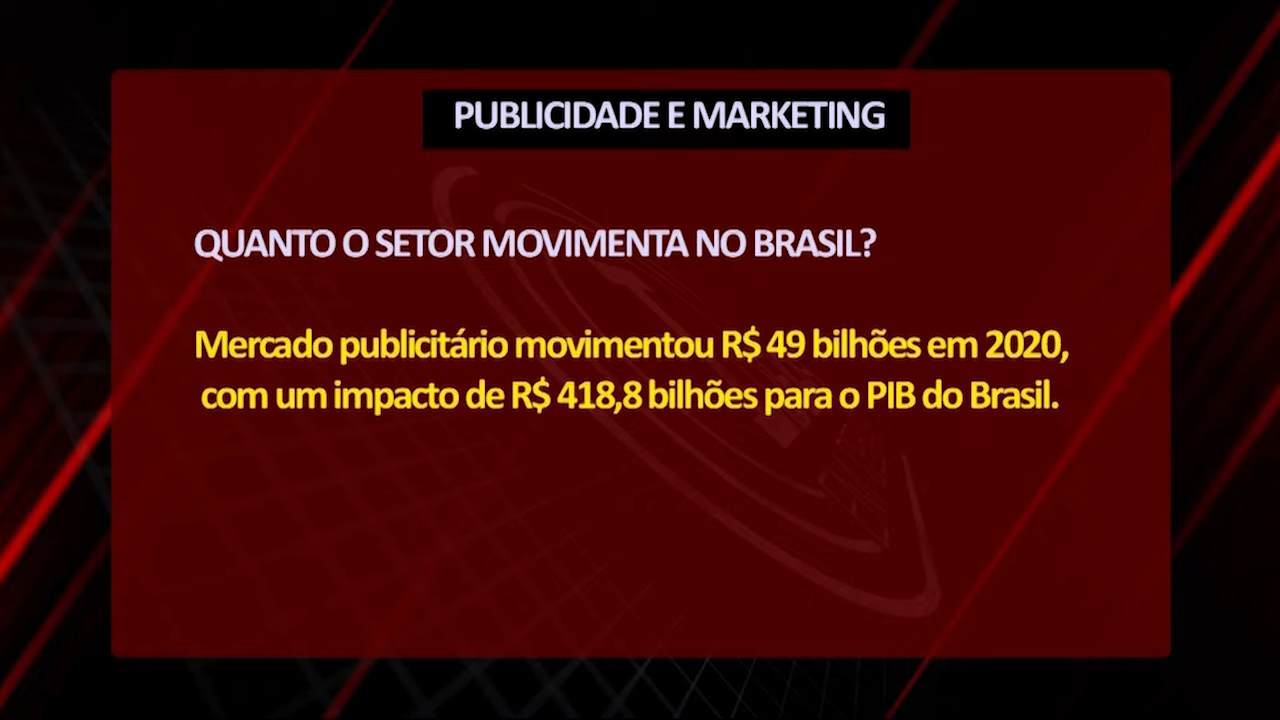 PUBLICIDADE E MARKETING
QUANTO O SETOR MOVIMENTA NO BRASIL?
Mercado publicitário movimentou R$ 49 bilhões em 2020,
com um impacto de R$ 418,8 bilhões para o PIB do Brasil.